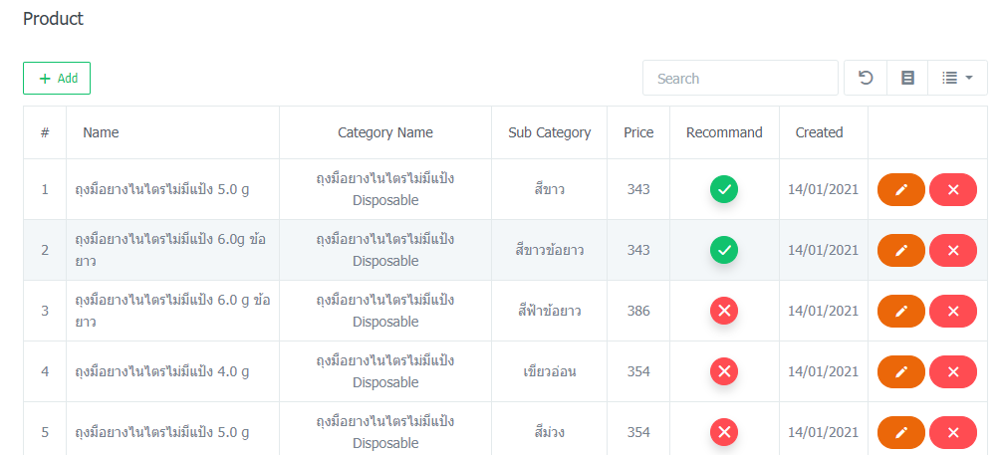 Product
+ Add
Search
# Name Category Name Sub Category Price Recommand Created
1 ถุงมือยางไนไตรไม่มีแป้ง 5.0 g ถุงมือยางไนไตรไม่มีแป้ง Disposable สีขาว 343 14/01/2021
2 ถุงมือยางไนไตรไม่มีแป้ง 6.0g ข้อยาว ถุงมือยางไนไตรไม่มีแป้ง Disposable สีขาวข้อยาว 343 14/01/2021
3 ถุงมือยางไนไตรไม่มีแป้ง 6.0 g ข้อยาว ถุงมือยางไนไตรไม่มีแป้ง Disposable สีฟ้าข้อยาว 386 14/01/2021
4 ถุงมือยางไนไตรไม่มีแป้ง 4.0 g ถุงมือยางไนไตรไม่มีแป้ง Disposable เขียวอ่อน 354 14/01/2021
5 ถุงมือยางไนไตรไม่มีแป้ง 5.0 g ถุงมือยางไนไตรไม่มีแป้ง Disposable สีม่วง 354 14/01/2021